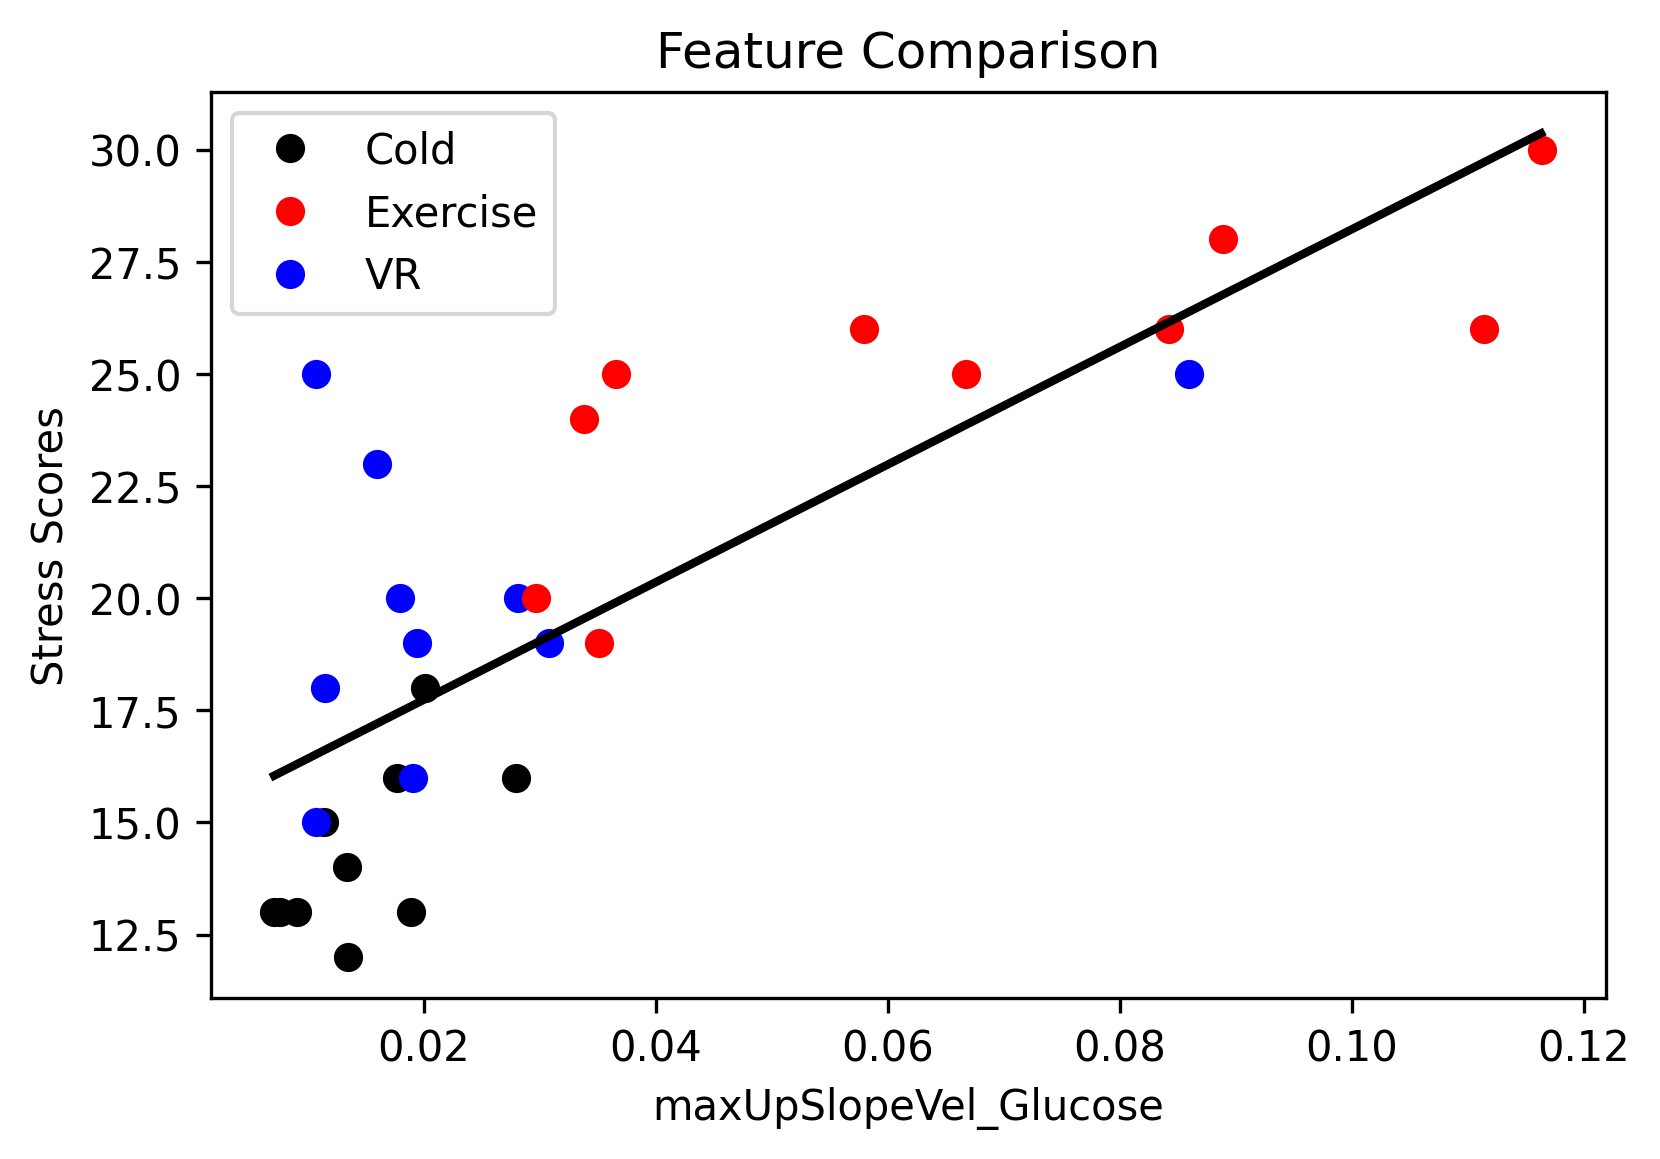 Feature Comparison
Cold
Exercise
VR
30.0
27.5
25.0
22.5
20.0
17.5
15.0
12.5
Stress Scores
0.02 0.04 0.06 0.08 0.10 0.12
maxUpSlopeVel_Glucose